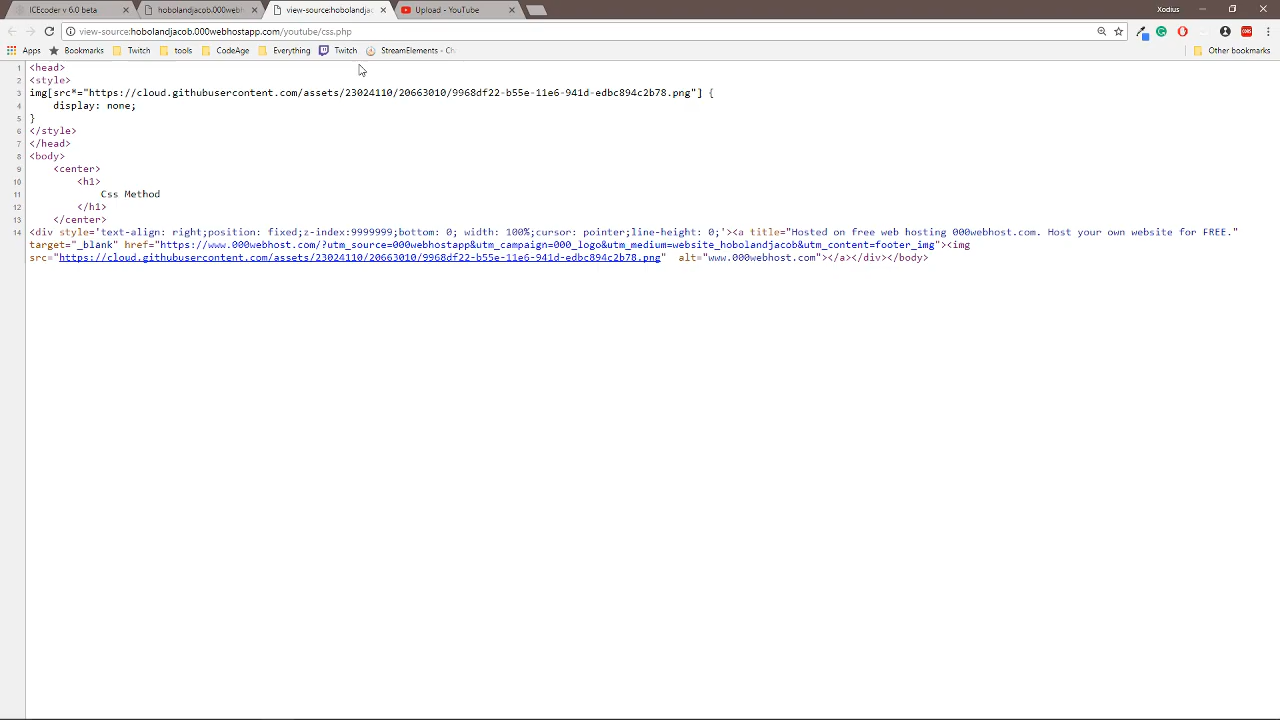 ICEcoder v 6.0 beta
hobolandjacob.000webh
view-source:hobolandjac
Upload - YouTube
Xodius
view-source:hobolandjacob.000webhostapp.com/youtube/css.php
Apps
Bookmarks
Twitch
tools
CodeAge
Everything
Twitch
StreamElements - Ch
Other bookmarks
1 <head>
2 <style>
3 img[src*="https://cloud.githubusercontent.com/assets/23024110/20663010/9968df22-b55e-11e6-941d-edbc894c2b78.png"] {
4 display: none;
5 }
6 </style>
7 </head>
8 <body>
9 <center>
10 <h1>
11 Css Method
12 </h1>
13 </center>
14 <div style='text-align: right;position: fixed;z-index:9999999;bottom: 0; width: 100%;cursor: pointer;line-height: 0;'><a title="Hosted on free web hosting 000webhost.com. Host your own website for FREE."
target="_blank" href="https://www.000webhost.com/?utm_source=000webhostapp&utm_campaign=000_logo&utm_medium=website_hobolandjacob&utm_content=footer_img"><img
src="https://cloud.githubusercontent.com/assets/23024110/20663010/9968df22-b55e-11e6-941d-edbc894c2b78.png"  alt="www.000webhost.com"></a></div></body>